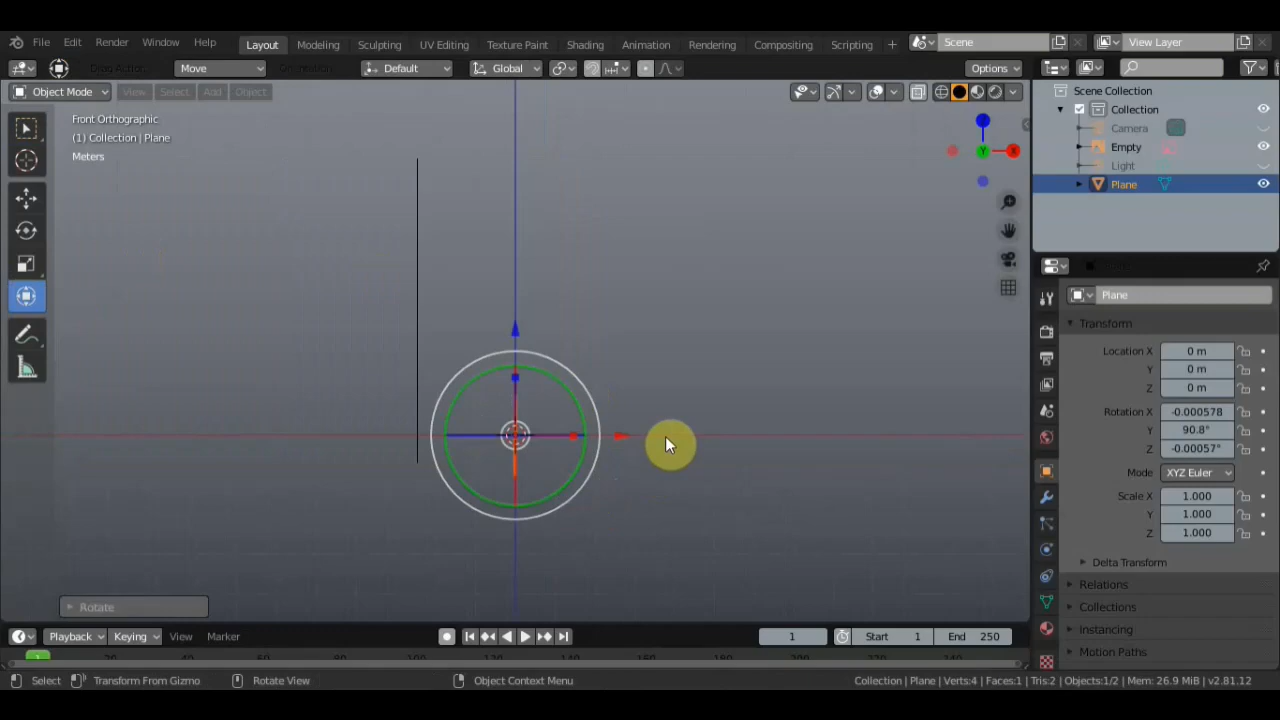 File Edit Render Window Help Layout Modeling Sculpting UV Editing Texture Paint Shading Animation Rendering Compositing Scripting + Scene View Layer
Drag Action: Move Orientation: Default Global Options
Object Mode View Select Add Object
Front Orthographic
(1) Collection | Plane
Meters
Z
Y
X
Scene Collection
Collection
Camera
Empty
Light
Plane
Plane
Transform
Location X 0 m
Y 0 m
Z 0 m
Rotation X -0.000578
Y 90.8°
Z -0.00057°
Mode XYZ Euler
Scale X 1.000
Y 1.000
Z 1.000
Delta Transform
Relations
Collections
Instancing
Motion Paths
Rotate
Playback Keying View Marker 1 Start 1 End 250
1
Select Transform From Gizmo Rotate View Object Context Menu Collection | Plane | Verts:4 | Faces:1 | Tris:2 | Objects:1/2 | Mem: 26.9 MiB | v2.81.12